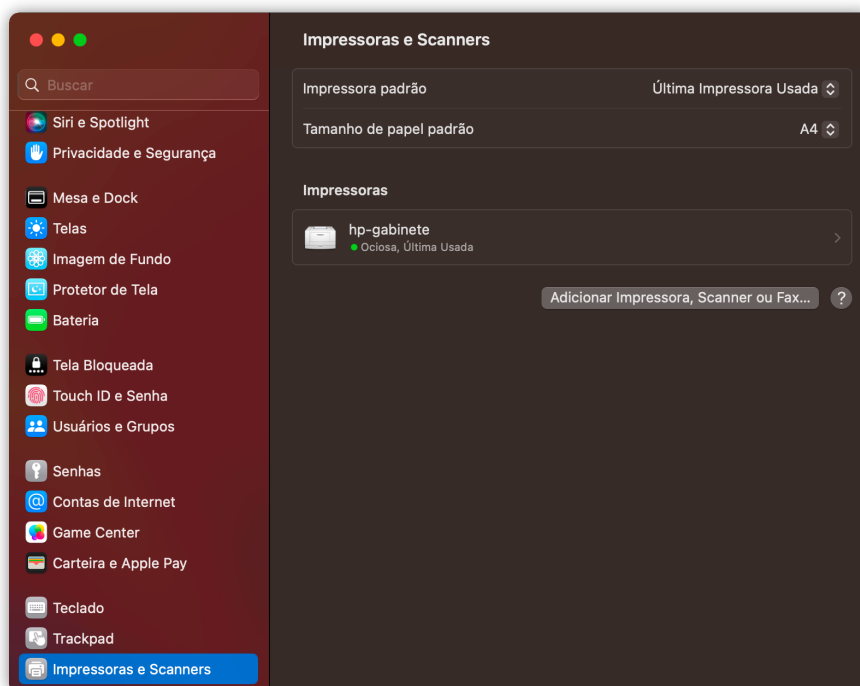 Buscar
Siri e Spotlight
Privacidade e Segurança
Mesa e Dock
Telas
Imagem de Fundo
Protetor de Tela
Bateria
Tela Bloqueada
Touch ID e Senha
Usuários e Grupos
Senhas
Contas de Internet
Game Center
Carteira e Apple Pay
Teclado
Trackpad
Impressoras e Scanners
Impressoras e Scanners
Impressora padrão
Última Impressora Usada
Tamanho de papel padrão
A4
Impressoras
hp-gabinete
Ociosa, Última Usada
Adicionar Impressora, Scanner ou Fax...
?